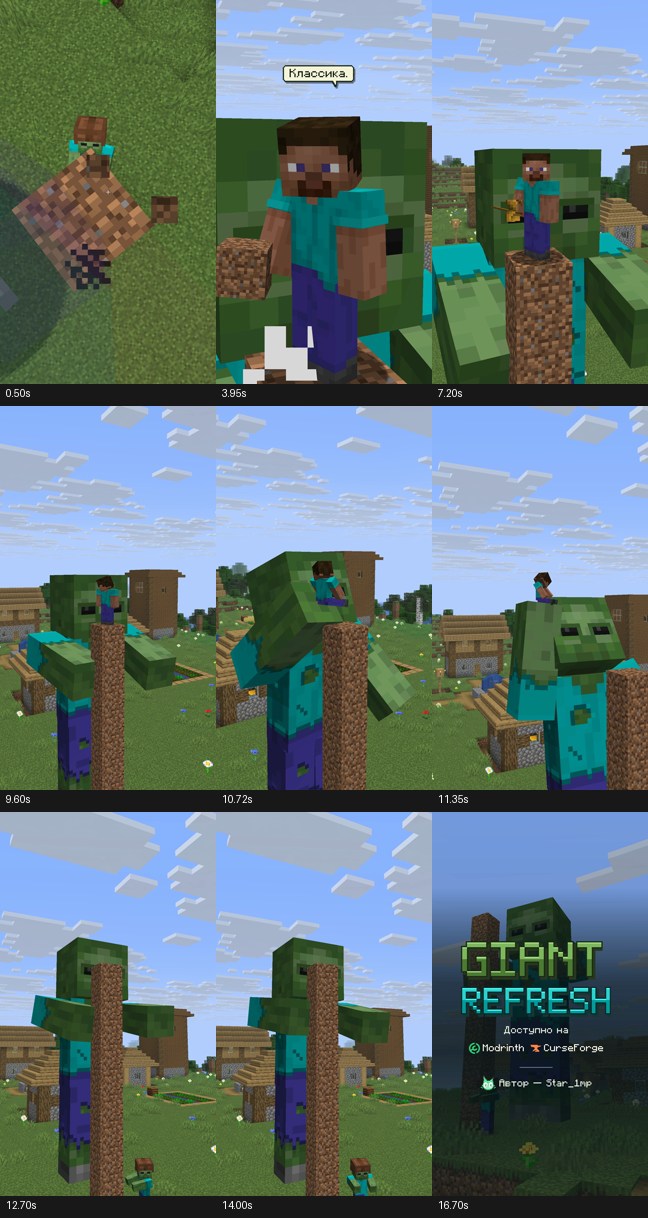 Классика.
0.50s
3.95s
7.20s
9.60s
10.72s
11.35s
12.70s
14.00s
GIANT
REFRESH
Доступно на
Modrinth CurseForge
Автор — Star_1mp
16.70s